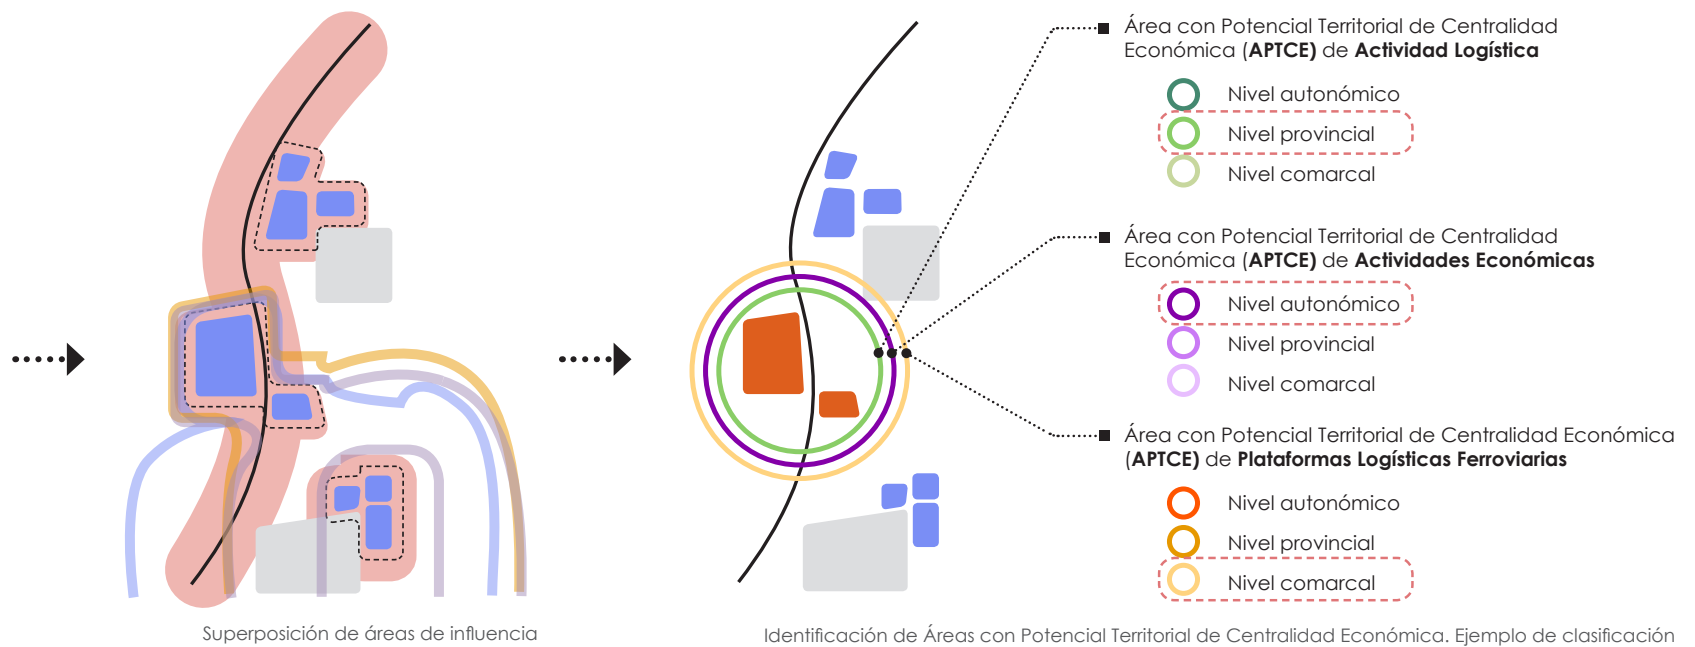 Área con Potencial Territorial de Centralidad
Económica (APTCE) de Actividad Logística
Nivel autonómico
Nivel provincial
Nivel comarcal
Área con Potencial Territorial de Centralidad
Económica (APTCE) de Actividades Económicas
Nivel autonómico
Nivel provincial
Nivel comarcal
Área con Potencial Territorial de Centralidad Económica
(APTCE) de Plataformas Logísticas Ferroviarias
Nivel autonómico
Nivel provincial
Nivel comarcal
Superposición de áreas de influencia
Identificación de Áreas con Potencial Territorial de Centralidad Económica. Ejemplo de clasificación